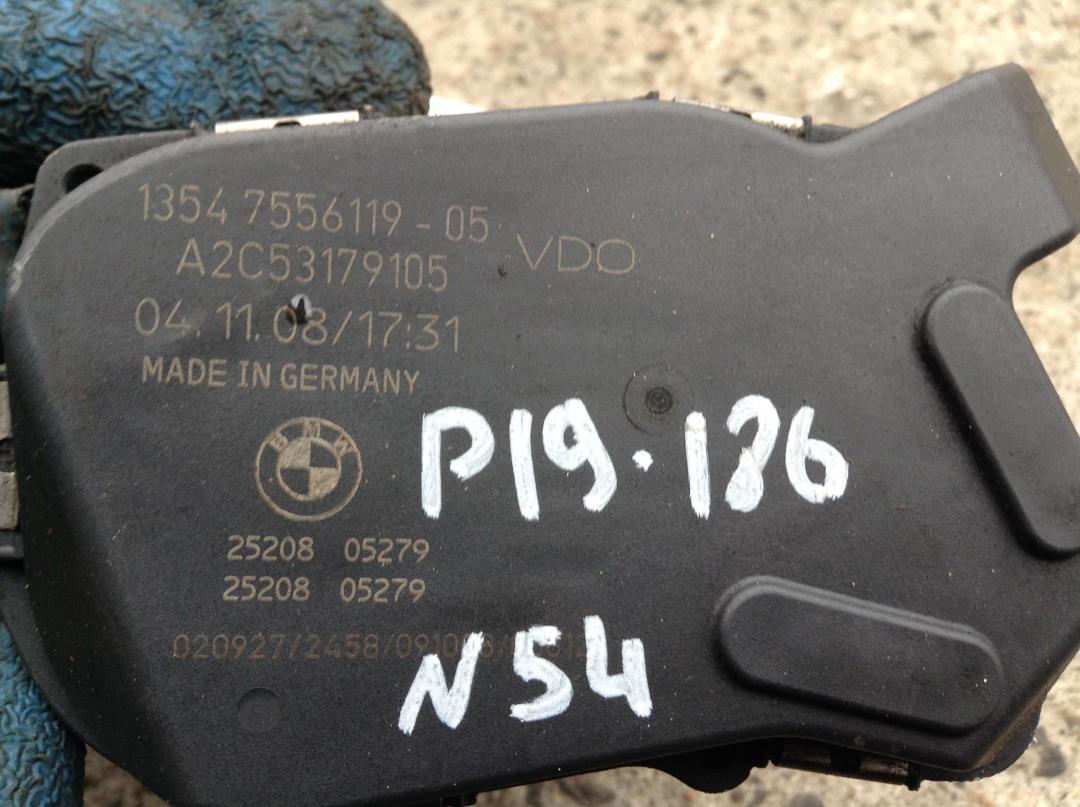 1354 7556119 - 05
A2C53179105
VDO
04.11.08/17:31
MADE IN GERMANY
BMW
P19.186
25208 05279
25208 05279
N54